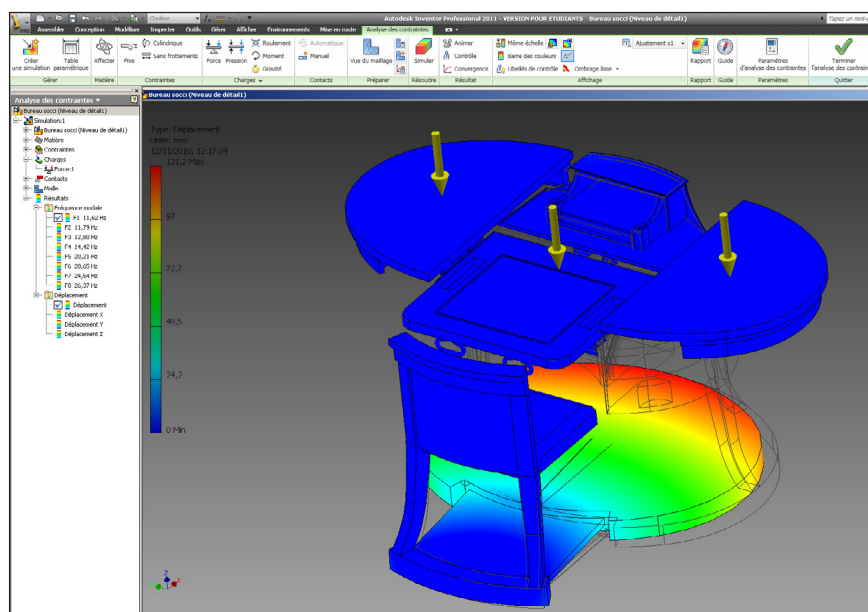 Couleur
Autodesk Inventor Professional 2011 - VERSION POUR ETUDIANTS Bureau socci (Niveau de détail1)
Tapez un mot
PRO
Assembler Conception Modéliser Inspecter Outils Gérer Afficher Environnements Mise en route Analyse des contraintes
Créer une simulation
Table paramétrique
Affecter
Fixe
Cylindrique
Sans frottements
Force
Pression
Roulement
Moment
Gravité
Automatique
Manuel
Vue du maillage
Simuler
Animer
Contrôle
Convergence
Même échelle
Barre des couleurs
Libellés de contrôle
Ombrage lisse
Ajustement x1
Rapport
Guide
Paramètres d'analyse des contraintes
Terminer
l'analyse des contrain
Gérer Matière Contraintes Charges Contacts Préparer Résoudre Résultat Affichage Rapport Guide Paramètres Quitter
Analyse des contraintes
Bureau socci (Niveau de détail1)
Bureau socci (Niveau de détail1)
Simulation:1
Bureau socci (Niveau de détail1)
Matière
Contraintes
Charges
Force:1
Contacts
Maille
Résultats
Fréquence modale
F1 11,62 Hz
F2 11,79 Hz
F3 12,80 Hz
F4 14,42 Hz
F5 20,21 Hz
F6 20,65 Hz
F7 24,54 Hz
F8 26,37 Hz
Déplacement
Déplacement
Déplacement X
Déplacement Y
Déplacement Z
Type: Déplacement
Unité: mm
12/11/2010, 12:17:34
121,2 Max
97
72,7
48,5
24,2
0 Min
Z
X